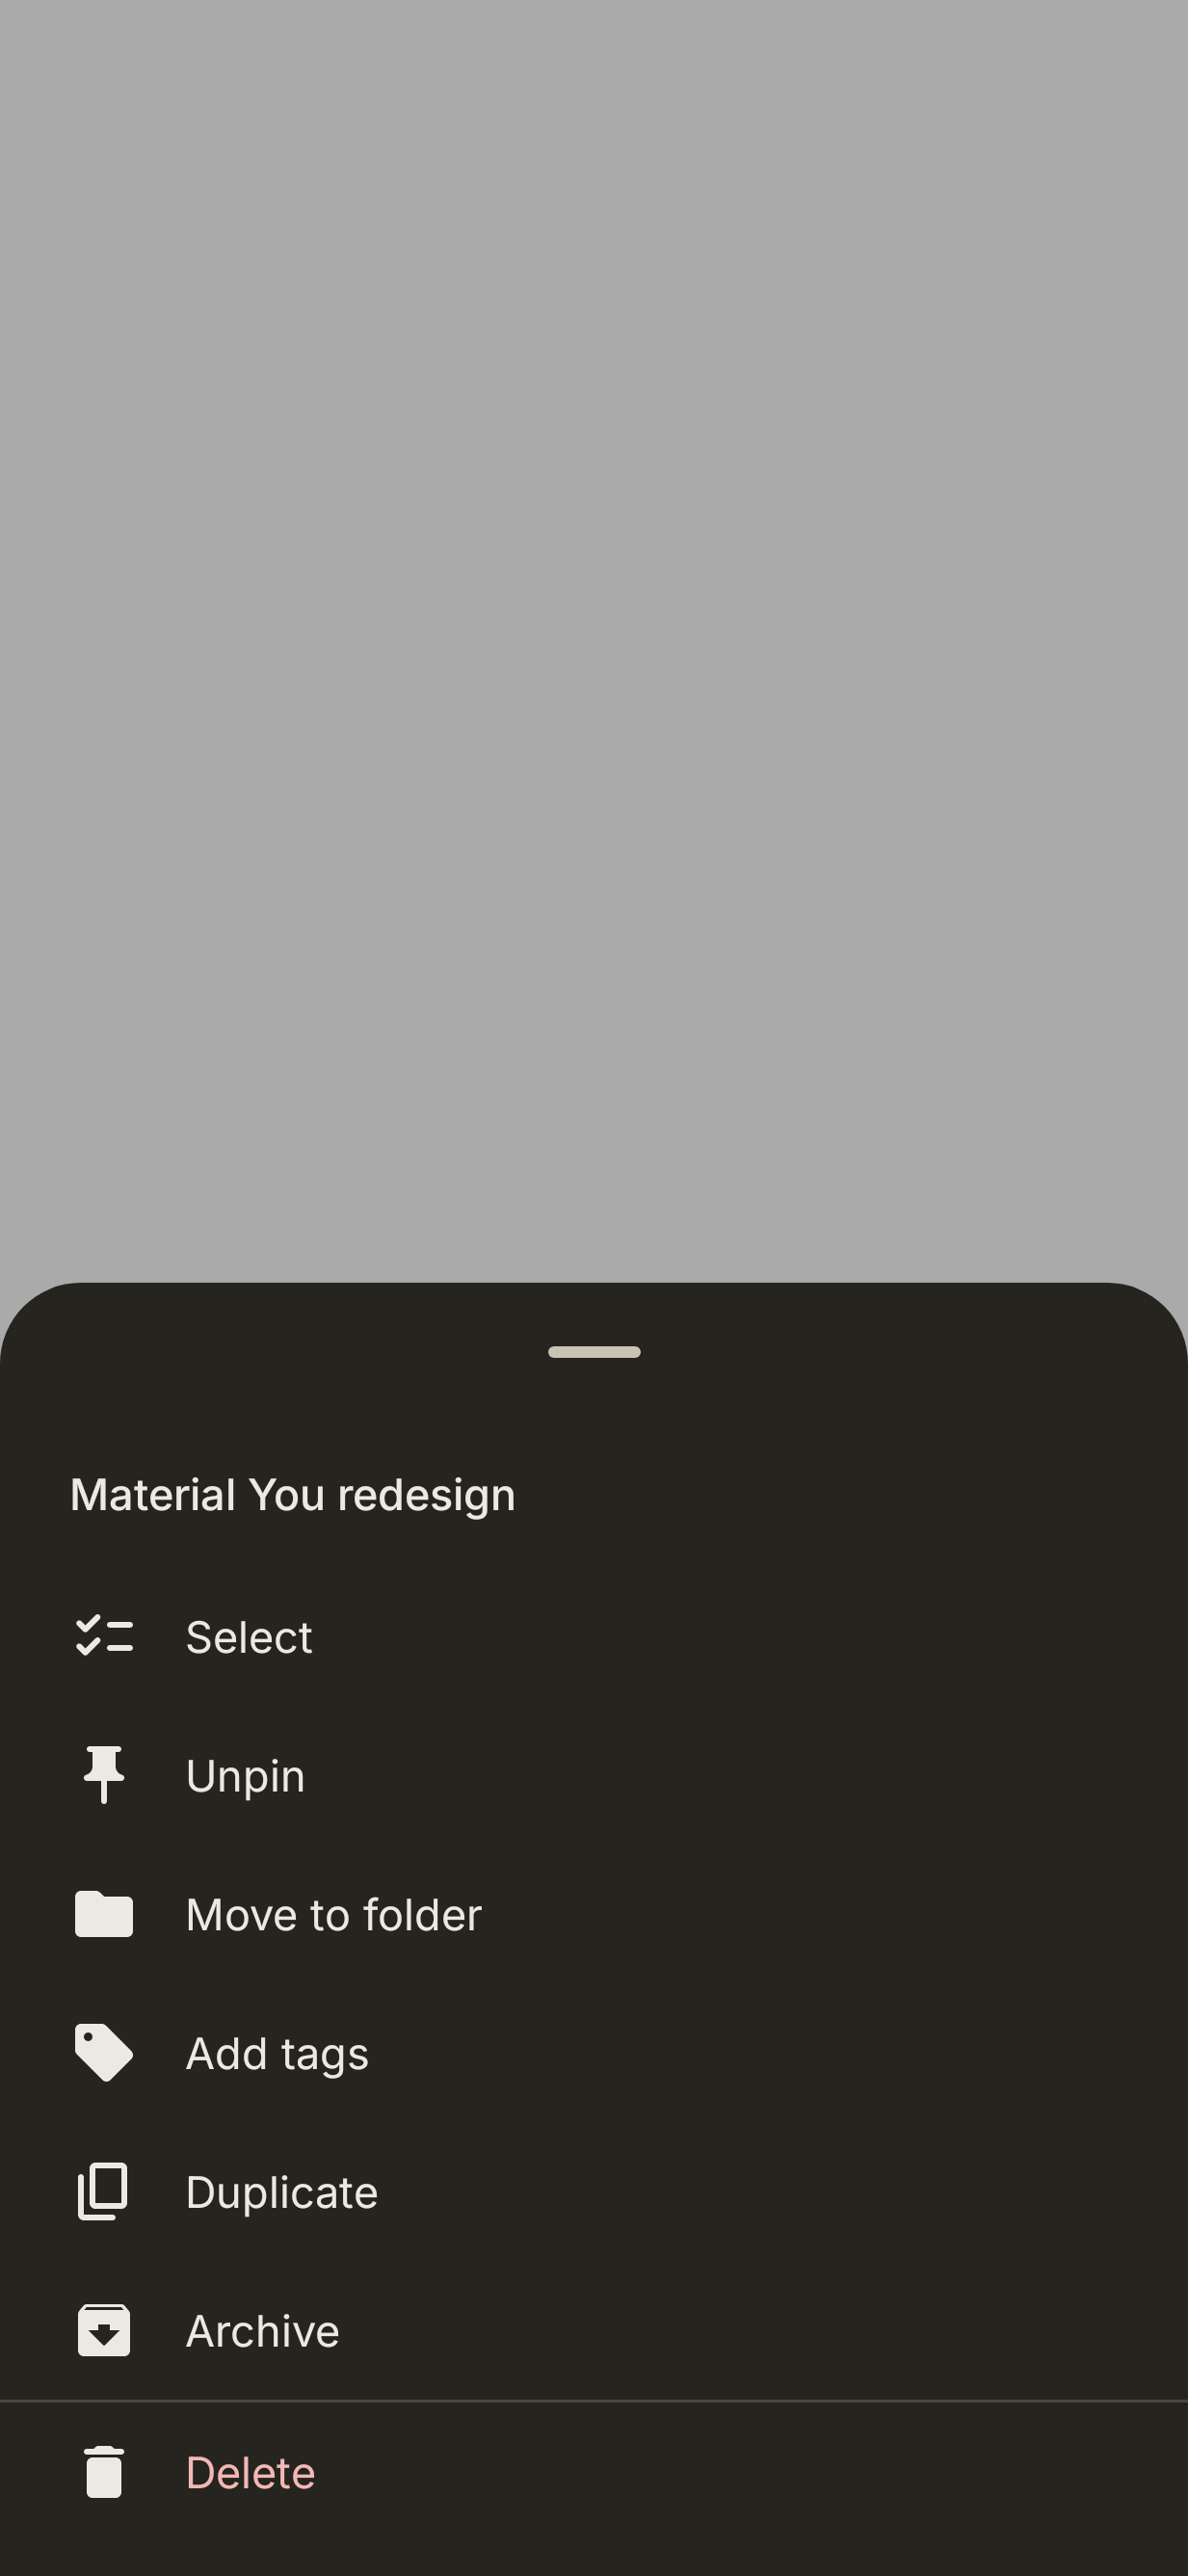 Material You redesign
Select
Unpin
Move to folder
Add tags
Duplicate
Archive
Delete